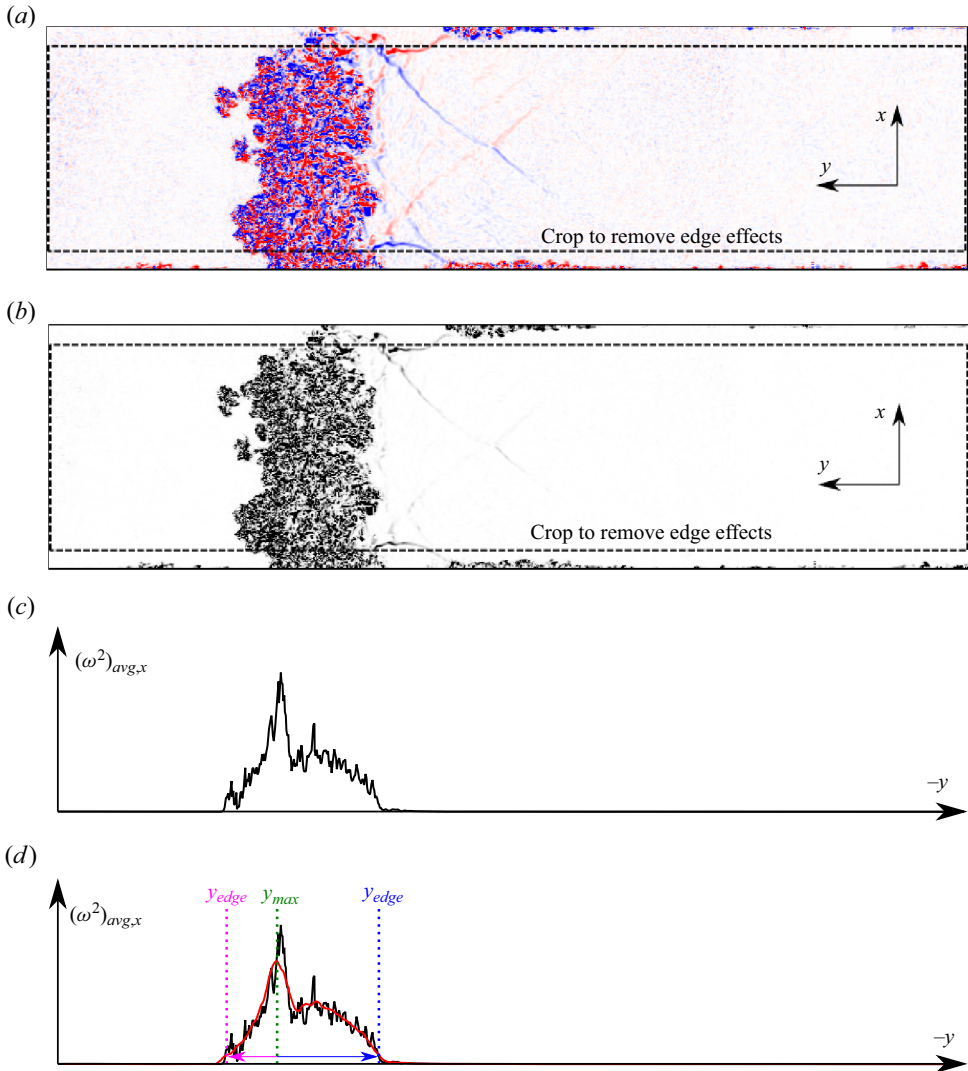 (a)
x
y
Crop to remove edge effects
(b)
x
y
Crop to remove edge effects
(c)
(ω²)avg,x
–y
(d)
yedge ymax yedge
(ω²)avg,x
–y